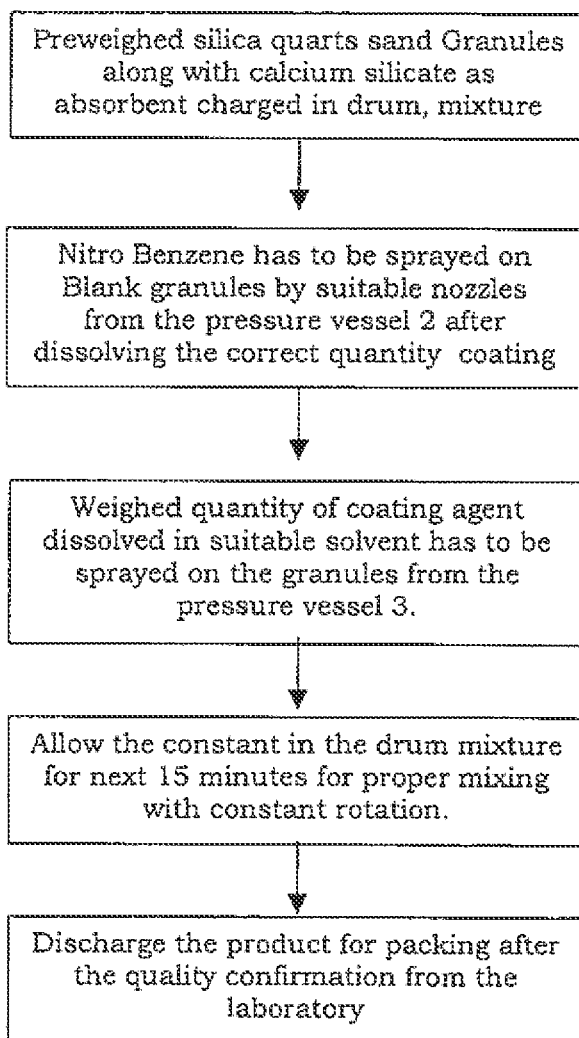 Preweighed silica quarts sand Granules
along with calcium silicate as
absorbent charged in drum, mixture
Nitro Benzene has to be sprayed on
Blank granules by suitable nozzles
from the pressure vessel 2 after
dissolving the correct quantity coating
Weighed quantity of coating agent
dissolved in suitable solvent has to be
sprayed on the granules from the
pressure vessel 3.
Allow the constant in the drum mixture
for next 15 minutes for proper mixing
with constant rotation.
Discharge the product for packing after
the quality confirmation from the
laboratory